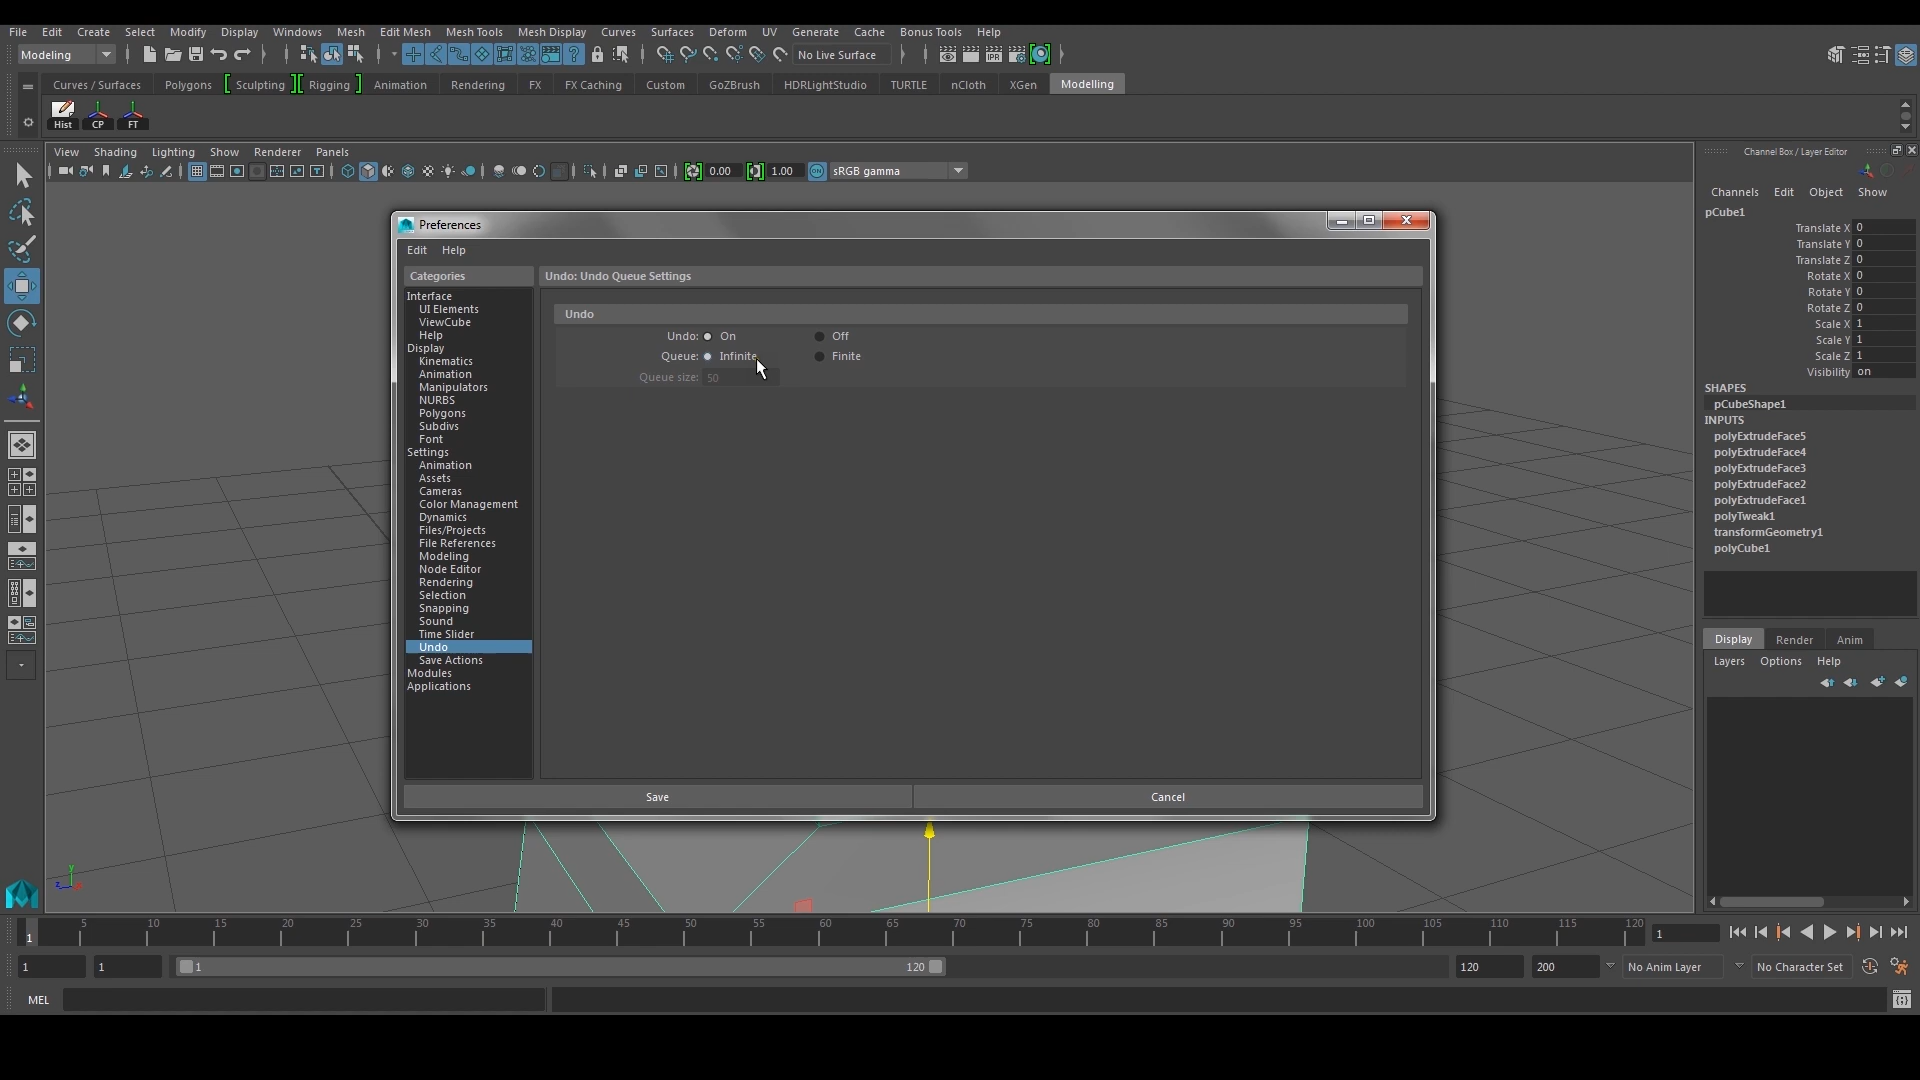 File Edit Create Select Modify Display Windows Mesh Edit Mesh Mesh Tools Mesh Display Curves Surfaces Deform UV Generate Cache Bonus Tools Help
Modeling No Live Surface
Curves / Surfaces Polygons Sculpting Rigging Animation Rendering FX FX Caching Custom GoZBrush HDRLightStudio TURTLE nCloth XGen Modelling
Hist CP FT
View Shading Lighting Show Renderer Panels
0.00 1.00 ON sRGB gamma
Channel Box / Layer Editor
Channels Edit Object Show
pCube1
Translate X 0
Translate Y 0
Translate Z 0
Rotate X 0
Rotate Y 0
Rotate Z 0
Scale X 1
Scale Y 1
Scale Z 1
Visibility on
SHAPES
pCubeShape1
INPUTS
polyExtrudeFace5
polyExtrudeFace4
polyExtrudeFace3
polyExtrudeFace2
polyExtrudeFace1
polyTweak1
transformGeometry1
polyCube1
Display Render Anim
Layers Options Help
Preferences
Edit Help
Categories
Interface
UI Elements
ViewCube
Help
Display
Kinematics
Animation
Manipulators
NURBS
Polygons
Subdivs
Font
Settings
Animation
Assets
Cameras
Color Management
Dynamics
Files/Projects
File References
Modeling
Node Editor
Rendering
Selection
Snapping
Sound
Time Slider
Undo
Save Actions
Modules
Applications
Undo: Undo Queue Settings
Undo
Undo: On Off
Queue: Infinite Finite
Queue size: 50
Save Cancel
y
z
1 5 10 15 20 25 30 35 40 45 50 55 60 65 70 75 80 85 90 95 100 105 110 115 120 1
1 1 1 120 120 200 No Anim Layer No Character Set
MEL